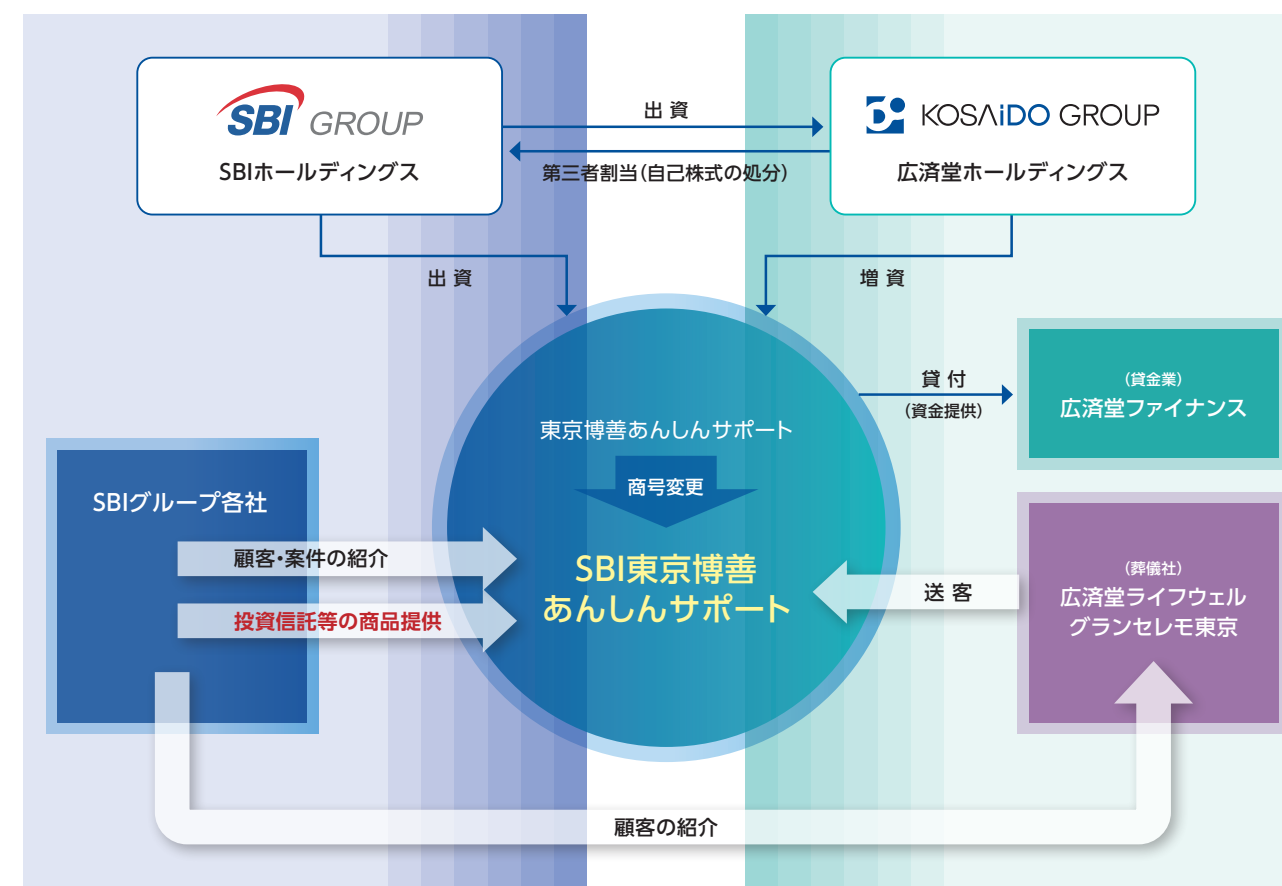 SBI GROUP
SBIホールディングス
出資
第三者割当(自己株式の処分)
KOSAiDO GROUP
広済堂ホールディングス
出資
増資
東京博善あんしんサポート
商号変更
SBI東京博善
あんしんサポート
貸付
(資金提供)
(貸金業)
広済堂ファイナンス
SBIグループ各社
顧客・案件の紹介
投資信託等の商品提供
送客
(葬儀社)
広済堂ライフウェル
グランセレモ東京
顧客の紹介